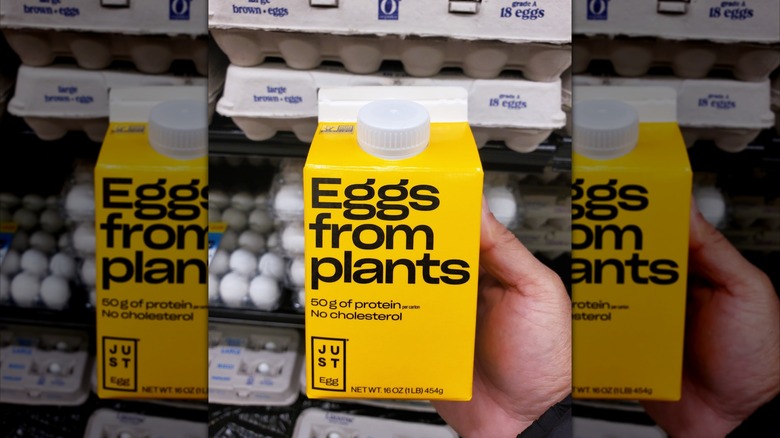 large
brown eggs
grade A
18 eggs
large
brown • eggs
18 eggs
Eggs
from
plants
50 g of protein per carton
No cholesterol
JU
ST
Egg
NET WT. 16 OZ (1 LB) 454g